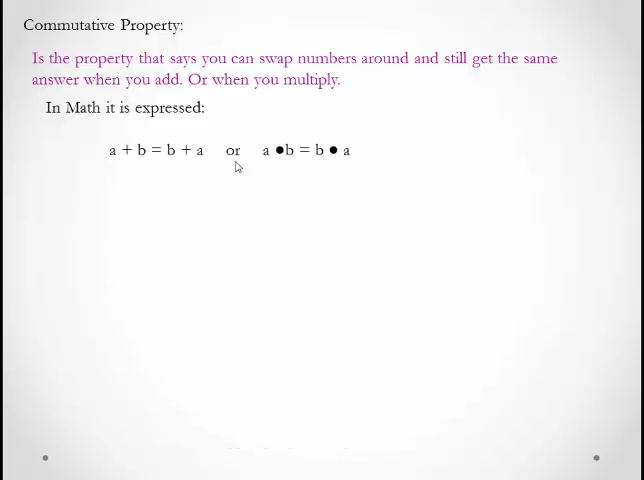 Commutative Property:
Is the property that says you can swap numbers around and still get the same
answer when you add. Or when you multiply.
In Math it is expressed:
a + b = b + a or a ●b = b ● a